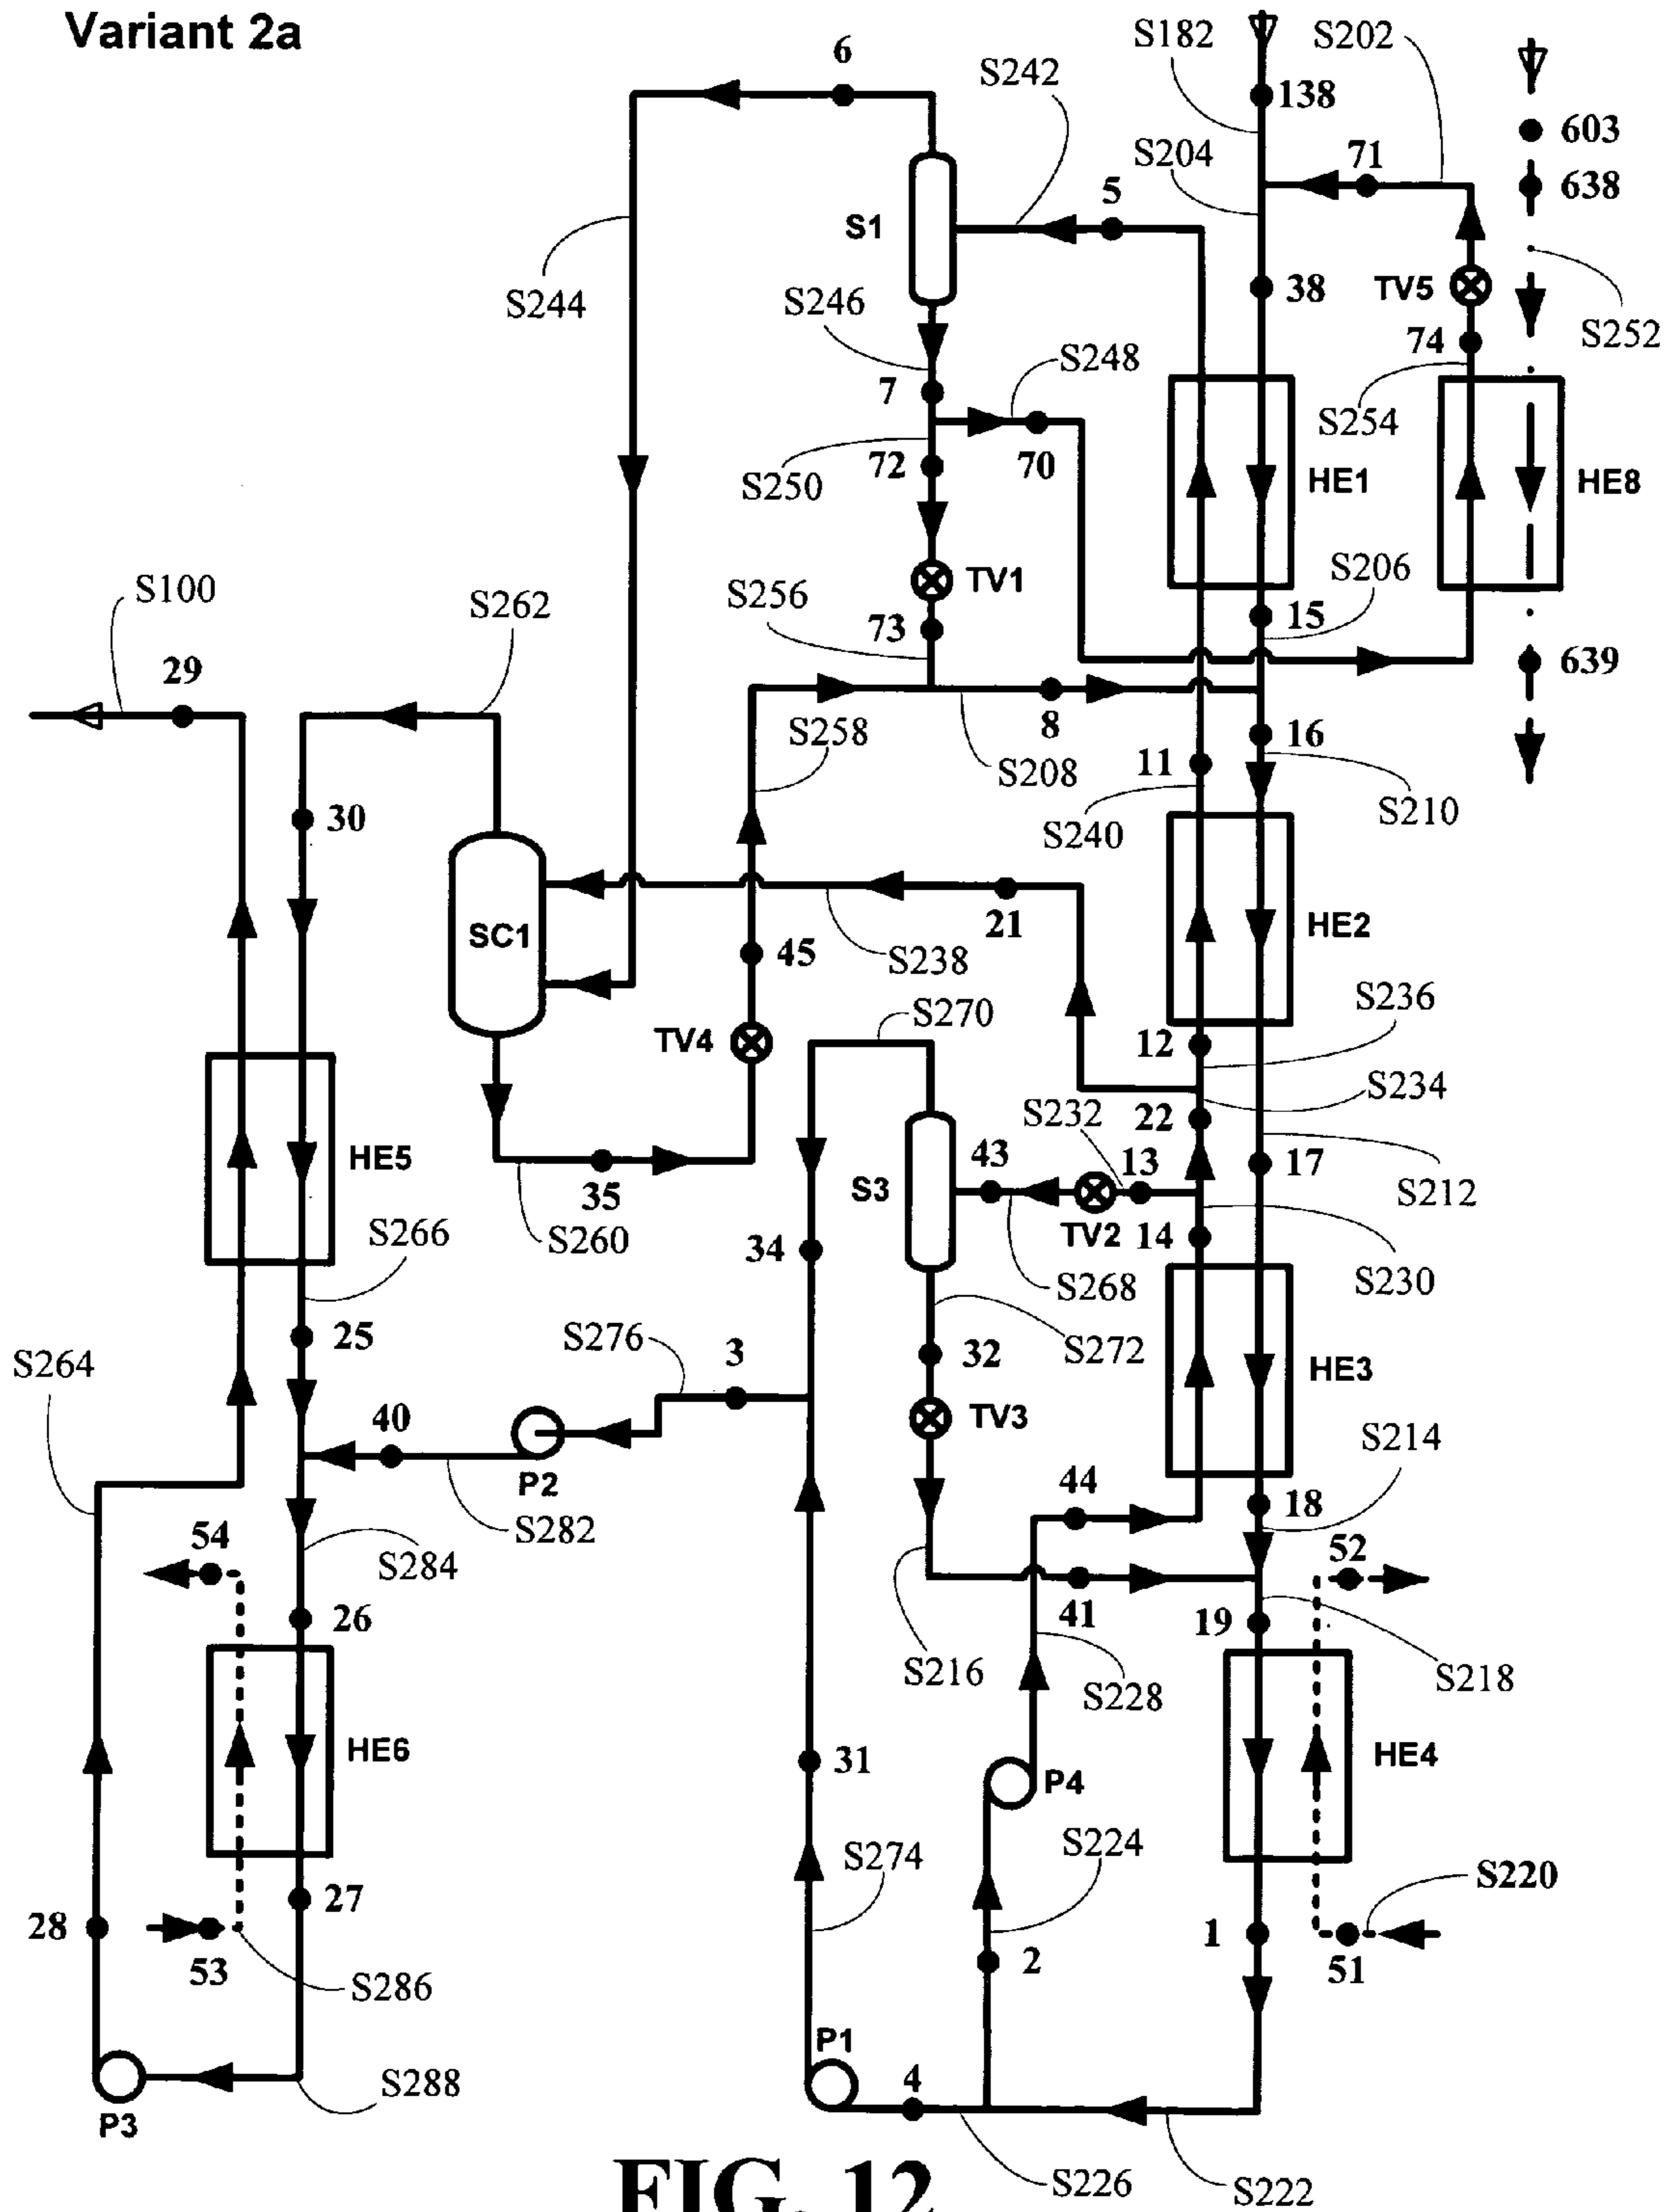 Variant 2a
6
S242
S182
S202
138
603
S204
71
638
5
S1
S244
S246
38
TV5
S252
74
7
S248
S254
72
70
S250
HE1
HE8
TV1
S206
S100
S262
S256
15
73
29
639
S258
8
16
11
S208
30
S240
S210
SC1
21
HE2
45
S238
S270
S236
TV4
12
S234
S232
22
HE5
43
13
17
S3
35
S212
S266
S260
34
TV2
14
S268
S230
25
S276
3
32
S272
HE3
S264
40
TV3
S214
P2
44
18
54
S282
52
S284
41
26
19
S216
S228
S218
HE6
31
P4
HE4
S274
S224
S220
27
28
1
53
2
51
S286
P1
4
S288
P3
S226
S222
FIG. 12